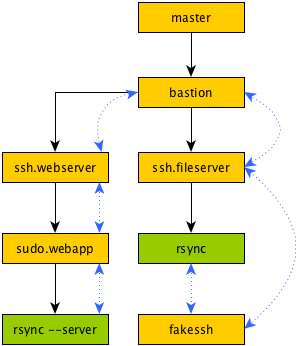 master
bastion
ssh.webserver
ssh.fileserver
sudo.webapp
rsync
rsync --server
fakessh